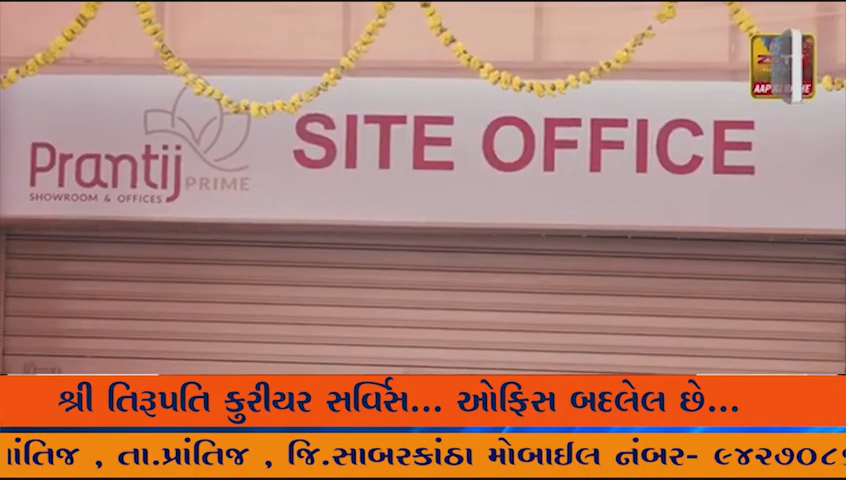 SITE OFFICE
Prantij
PRIME
SHOWROOM & OFFICES
શ્રી તિરૂપતિ કુરીયર સર્વિસ... ઓફિસ બદલેલ છે...
તા.પ્રાંતિજ , જિ.સાબરકાંઠા મોબાઈલ નંબર-